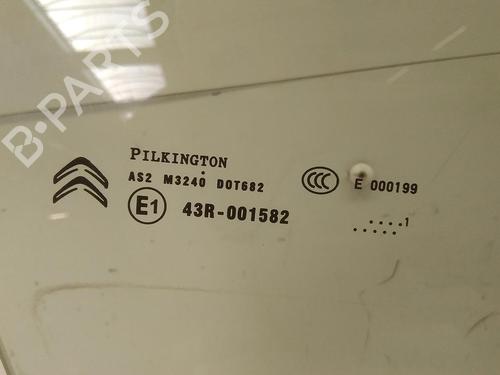 B-PARTS
PILKINGTON
AS2 M3240 DOT682
CCC E 000199
E1 43R-001582
1